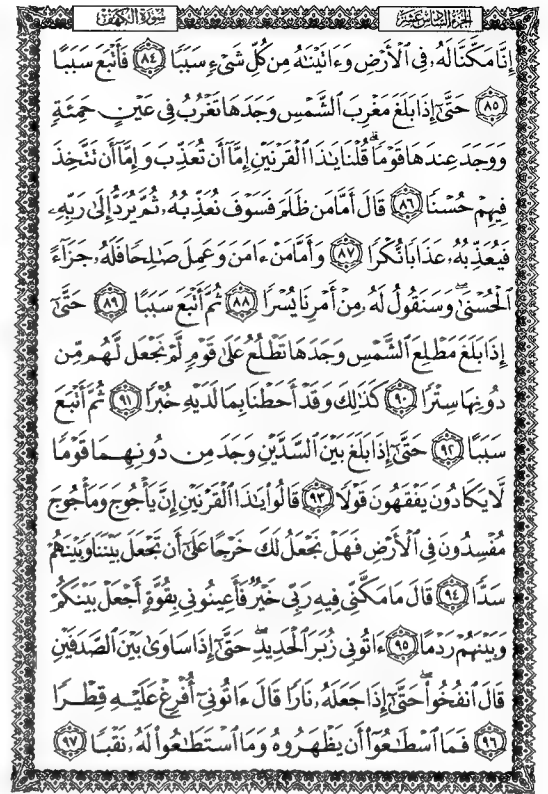 الجزء السادس عشر
سورة الكهف
إِنَّا مَكَّنَّا لَهُۥ فِى ٱلْأَرْضِ وَءَاتَيْنَٰهُ مِن كُلِّ شَىْءٍ سَبَبًا ٨٤ فَأَتْبَعَ سَبَبًا
٨٥ حَتَّىٰٓ إِذَا بَلَغَ مَغْرِبَ ٱلشَّمْسِ وَجَدَهَا تَغْرُبُ فِى عَيْنٍ حَمِئَةٍ
وَوَجَدَ عِندَهَا قَوْمًا ۗ قُلْنَا يَٰذَا ٱلْقَرْنَيْنِ إِمَّآ أَن تُعَذِّبَ وَإِمَّآ أَن تَتَّخِذَ
فِيهِمْ حُسْنًا ٨٦ قَالَ أَمَّا مَن ظَلَمَ فَسَوْفَ نُعَذِّبُهُۥ ثُمَّ يُرَدُّ إِلَىٰ رَبِّهِۦ
فَيُعَذِّبُهُۥ عَذَابًا نُّكْرًا ٨٧ وَأَمَّا مَنْ ءَامَنَ وَعَمِلَ صَٰلِحًا فَلَهُۥ جَزَآءً
ٱلْحُسْنَىٰ ۖ وَسَنَقُولُ لَهُۥ مِنْ أَمْرِنَا يُسْرًا ٨٨ ثُمَّ أَتْبَعَ سَبَبًا ٨٩ حَتَّىٰٓ
إِذَا بَلَغَ مَطْلِعَ ٱلشَّمْسِ وَجَدَهَا تَطْلُعُ عَلَىٰ قَوْمٍ لَّمْ نَجْعَل لَّهُم مِّن
دُونِهَا سِتْرًا ٩٠ كَذَٰلِكَ وَقَدْ أَحَطْنَا بِمَا لَدَيْهِ خُبْرًا ٩١ ثُمَّ أَتْبَعَ
سَبَبًا ٩٢ حَتَّىٰٓ إِذَا بَلَغَ بَيْنَ ٱلسَّدَّيْنِ وَجَدَ مِن دُونِهِمَا قَوْمًا
لَّا يَكَادُونَ يَفْقَهُونَ قَوْلًا ٩٣ قَالُوا۟ يَٰذَا ٱلْقَرْنَيْنِ إِنَّ يَأْجُوجَ وَمَأْجُوجَ
مُفْسِدُونَ فِى ٱلْأَرْضِ فَهَلْ نَجْعَلُ لَكَ خَرْجًا عَلَىٰٓ أَن تَجْعَلَ بَيْنَنَا وَبَيْنَهُمْ
سَدًّا ٩٤ قَالَ مَا مَكَّنِّى فِيهِ رَبِّى خَيْرٌ فَأَعِينُونِى بِقُوَّةٍ أَجْعَلْ بَيْنَكُمْ
وَبَيْنَهُمْ رَدْمًا ٩٥ ءَاتُونِى زُبَرَ ٱلْحَدِيدِ ۖ حَتَّىٰٓ إِذَا سَاوَىٰ بَيْنَ ٱلصَّدَفَيْنِ
قَالَ ٱنفُخُوا۟ ۖ حَتَّىٰٓ إِذَا جَعَلَهُۥ نَارًا قَالَ ءَاتُونِىٓ أُفْرِغْ عَلَيْهِ قِطْرًا
٩٦ فَمَا ٱسْطَٰعُوٓا۟ أَن يَظْهَرُوهُ وَمَا ٱسْتَطَٰعُوا۟ لَهُۥ نَقْبًا ٩٧